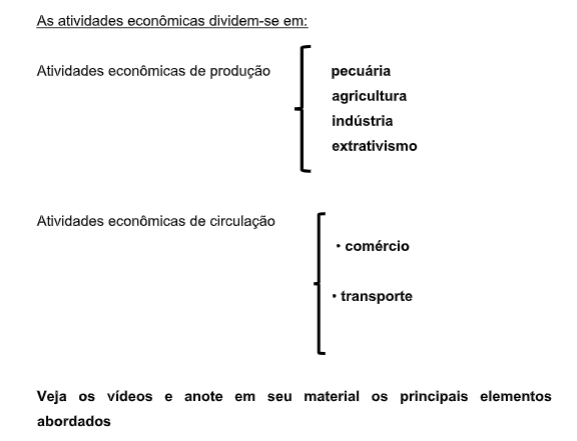 As atividades econômicas dividem-se em:
Atividades econômicas de produção
pecuária
agricultura
indústria
extrativismo
Atividades econômicas de circulação
• comércio
• transporte
Veja os vídeos e anote em seu material os principais elementos
abordados